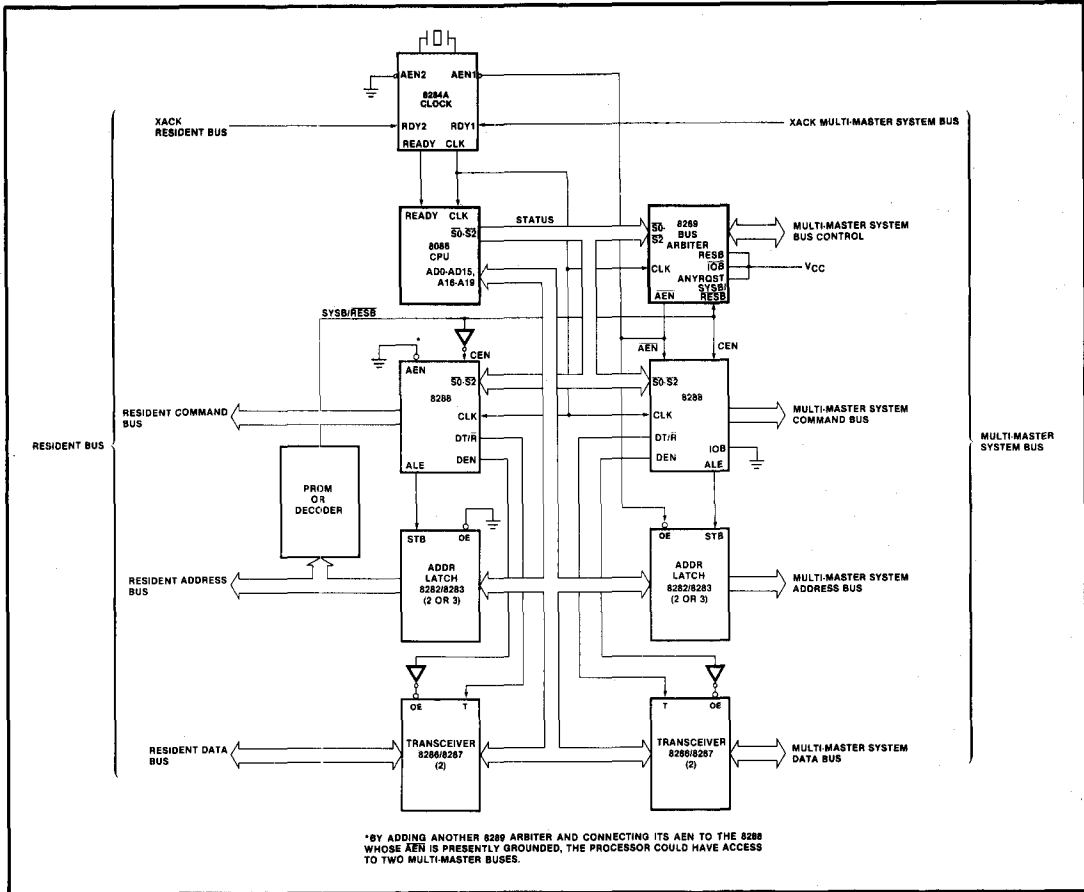 AEN2 AEN1
8284A
CLOCK
XACK
RESIDENT BUS
RDY2 RDY1
XACK MULTI-MASTER SYSTEM BUS
READY CLK
READY CLK
STATUS
S0-S2
8086
CPU
AD0-AD15,
A16-A19
S0-
S2
8289
BUS
ARBITER
MULTI-MASTER SYSTEM
BUS CONTROL
RESB
IOB
ANYRQST
SYSB/
RESB
CLK
AEN
VCC
SYSB/RESB
*
CEN
AEN
S0-S2
8288
CLK
DT/R
DEN
ALE
RESIDENT COMMAND
BUS
AEN
CEN
S0-S2
8288
CLK
DT/R
DEN
IOB
ALE
MULTI-MASTER SYSTEM
COMMAND BUS
RESIDENT BUS
MULTI-MASTER
SYSTEM BUS
PROM
OR
DECODER
STB OE
ADDR
LATCH
8282/8283
(2 OR 3)
RESIDENT ADDRESS
BUS
OE STB
ADDR
LATCH
8282/8283
(2 OR 3)
MULTI-MASTER SYSTEM
ADDRESS BUS
OE T
TRANSCEIVER
8286/8287
(2)
RESIDENT DATA
BUS
T OE
TRANSCEIVER
8286/8287
(2)
MULTI-MASTER SYSTEM
DATA BUS
*BY ADDING ANOTHER 8289 ARBITER AND CONNECTING ITS AEN TO THE 8288
WHOSE AEN IS PRESENTLY GROUNDED, THE PROCESSOR COULD HAVE ACCESS
TO TWO MULTI-MASTER BUSES.